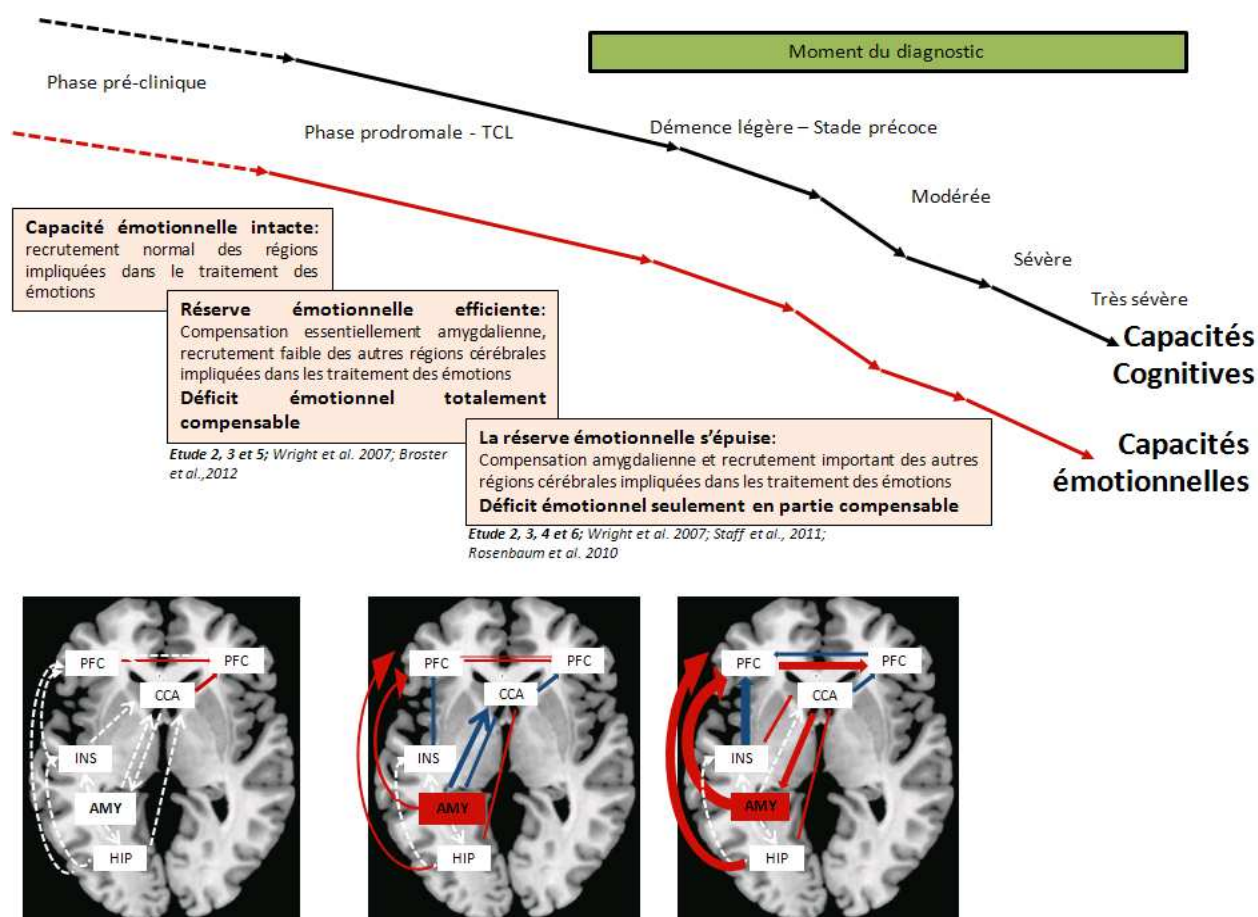 Moment du diagnostic
Phase pré-clinique
Phase prodromale - TCL
Démence légère – Stade précoce
Modérée
Sévère
Très sévère
Capacités
Cognitives
Capacités
émotionnelles
Capacité émotionnelle intacte:
recrutement normal des régions
impliquées dans le traitement des
émotions
Réserve émotionnelle efficiente:
Compensation essentiellement amygdalienne,
recrutement faible des autres régions cérébrales
impliquées dans les traitement des émotions
Déficit émotionnel totalement
compensable
Etude 2, 3 et 5; Wright et al. 2007; Broster
et al.,2012
La réserve émotionnelle s'épuise:
Compensation amygdalienne et recrutement important des autres
régions cérébrales impliquées dans les traitement des émotions
Déficit émotionnel seulement en partie compensable
Etude 2, 3, 4 et 6; Wright et al. 2007; Staff et al., 2011;
Rosenbaum et al. 2010
PFC
PFC
CCA
INS
AMY
HIP
PFC
PFC
CCA
INS
AMY
HIP
PFC
PFC
CCA
INS
AMY
HIP